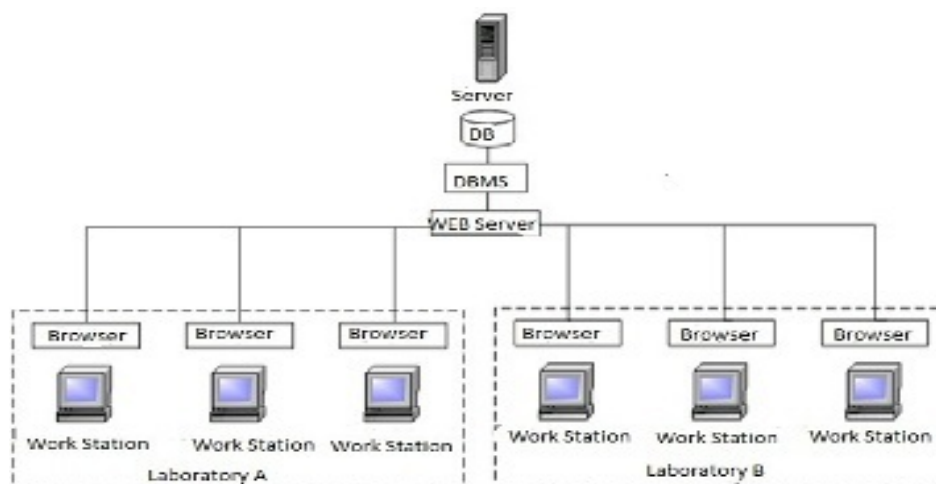 Server
DB
DBMS
WEB Server
Browser Browser Browser Browser Browser Browser
Work Station Work Station Work Station Work Station Work Station Work Station
Laboratory A Laboratory B